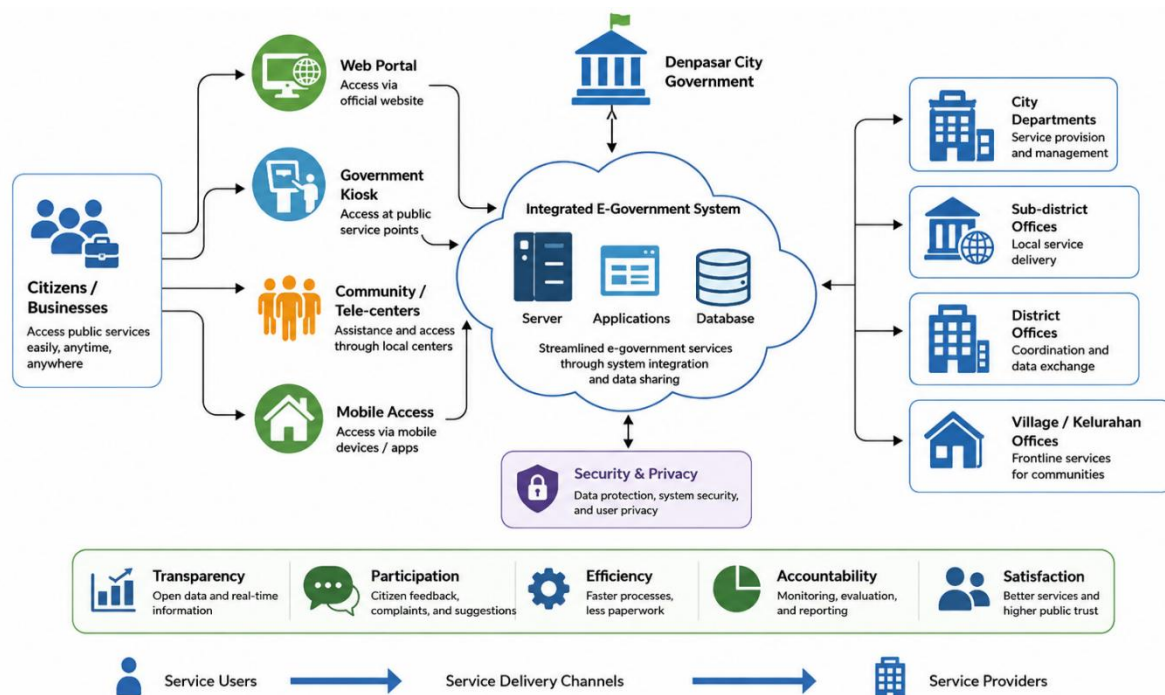 Denpasar City
Government
Web Portal
Access via
official website
Government
Kiosk
Access at public
service points
Community /
Tele-centers
Assistance and access
through local centers
Mobile Access
Access via mobile
devices / apps
Citizens /
Businesses
Access public services
easily, anytime,
anywhere
Integrated E-Government System
Server
Applications
Database
Streamlined e-government services
through system integration
and data sharing
Security & Privacy
Data protection, system security,
and user privacy
City
Departments
Service provision
and management
Sub-district
Offices
Local service
delivery
District
Offices
Coordination and
data exchange
Village / Kelurahan
Offices
Frontline services
for communities
Transparency
Open data and real-time
information
Participation
Citizen feedback,
complaints, and suggestions
Efficiency
Faster processes,
less paperwork
Accountability
Monitoring, evaluation,
and reporting
Satisfaction
Better services and
higher public trust
Service Users
Service Delivery Channels
Service Providers